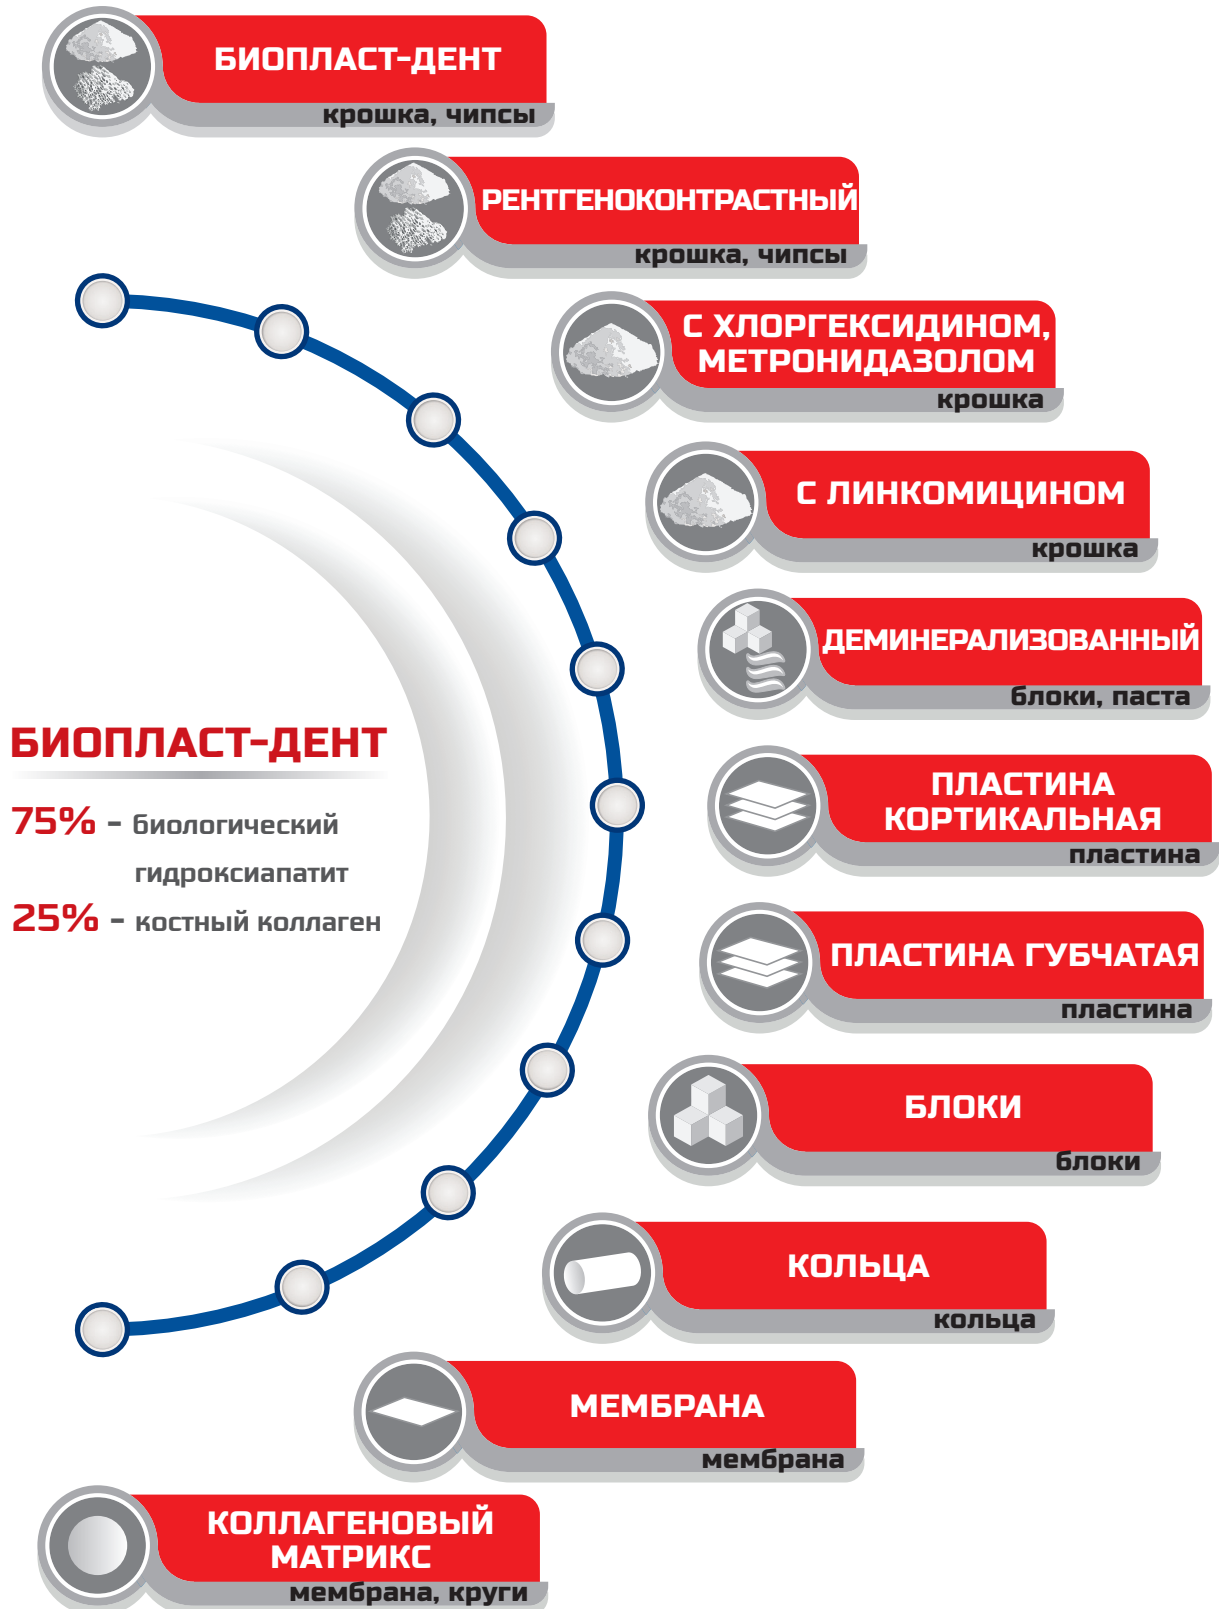 БИОПЛАСТ-ДЕНТ
крошка, чипсы
РЕНТГЕНОКОНТРАСТНЫЙ
крошка, чипсы
С ХЛОРГЕКСИДИНОМ,
МЕТРОНИДАЗОЛОМ
крошка
С ЛИНКОМИЦИНОМ
крошка
ДЕМИНЕРАЛИЗОВАННЫЙ
блоки, паста
БИОПЛАСТ-ДЕНТ
75% - биологический
гидроксиапатит
25% - костный коллаген
ПЛАСТИНА
КОРТИКАЛЬНАЯ
пластина
ПЛАСТИНА ГУБЧАТАЯ
пластина
БЛОКИ
блоки
КОЛЬЦА
кольца
МЕМБРАНА
мембрана
КОЛЛАГЕНОВЫЙ
МАТРИКС
мембрана, круги